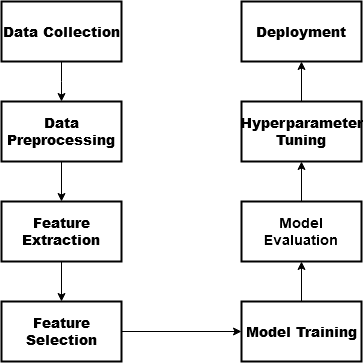 Data Collection
Data
Preprocessing
Feature
Extraction
Feature
Selection
Model Training
Model
Evaluation
Hyperparameter
Tuning
Deployment